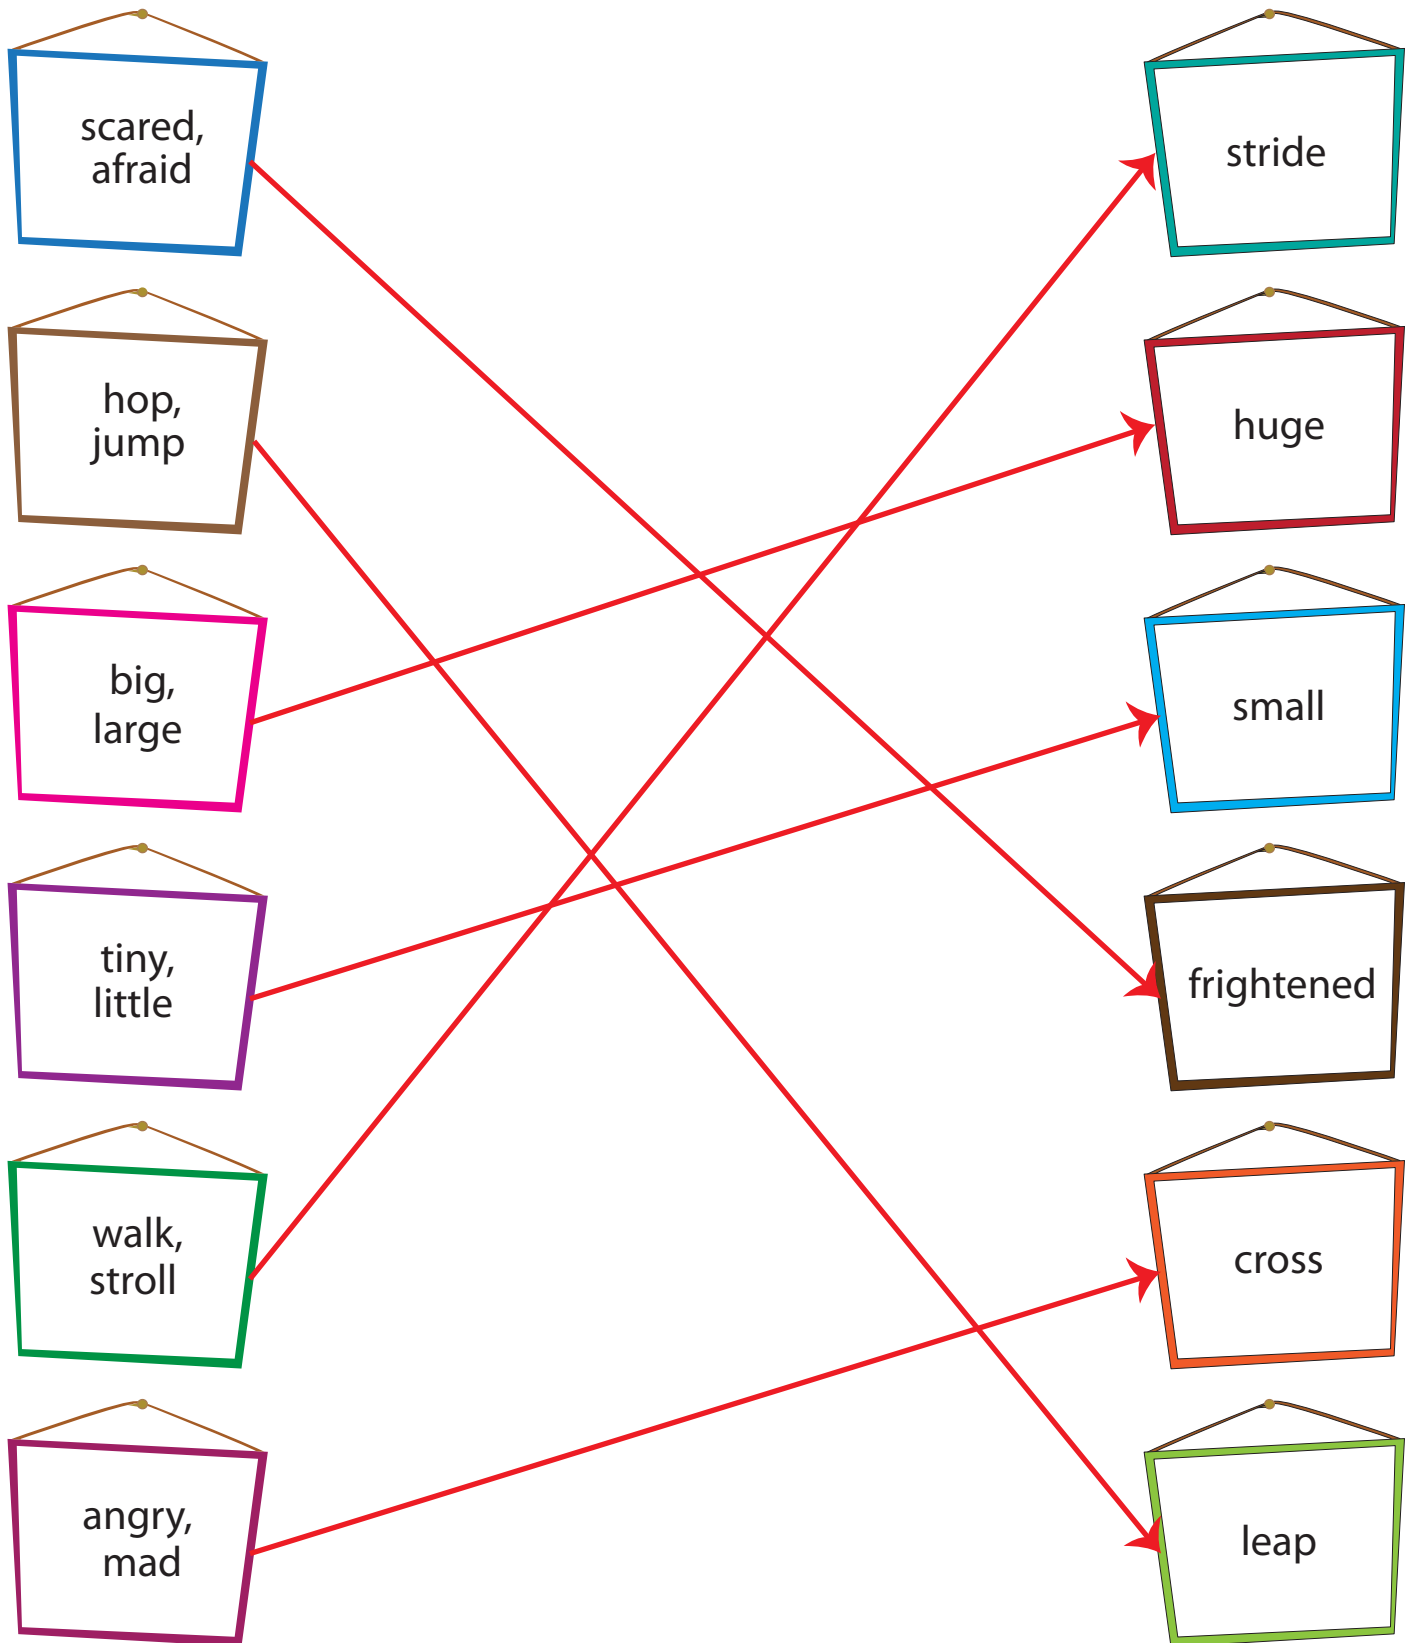 scared,
afraid
stride
hop,
jump
huge
big,
large
small
tiny,
little
frightened
walk,
stroll
cross
angry,
mad
leap